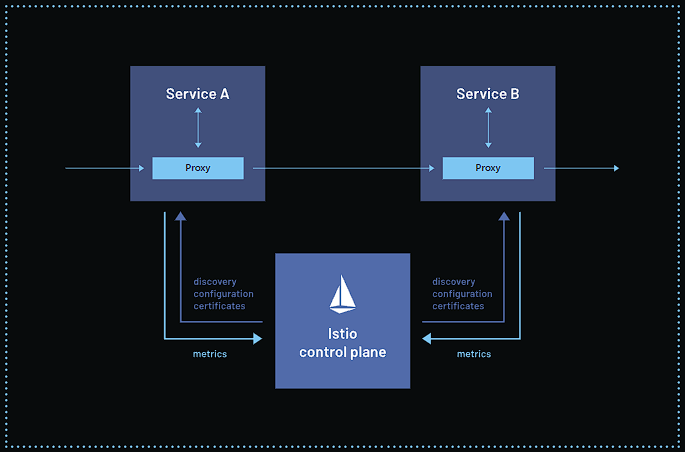 Service A
Service B
Proxy
Proxy
discovery
configuration
certificates
discovery
configuration
certificates
Istio
control plane
metrics
metrics